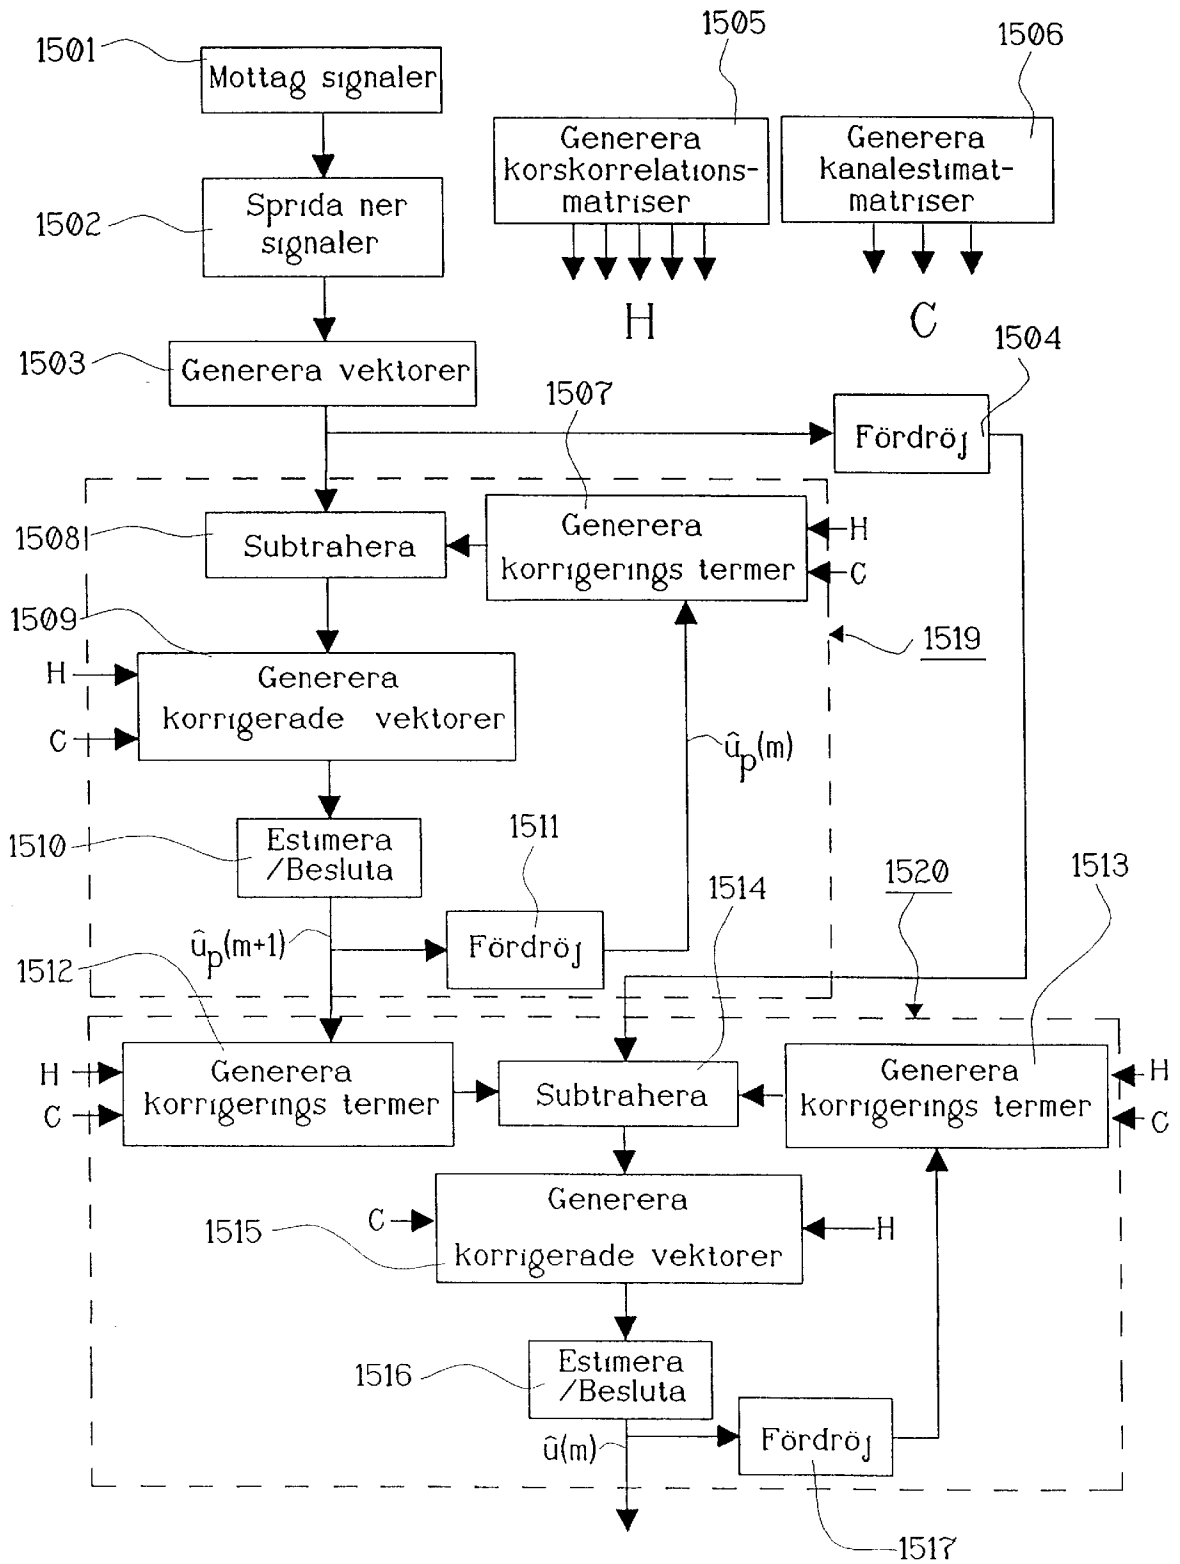 1501
Mottag signaler
1505
1506
Generera
korskorrelations-
matriser
Generera
kanalestimat-
matriser
1502
Sprida ner
signaler
H
C
1503
Generera vektorer
1504
Fördröj
1507
1508
Subtrahera
Generera
korrigerings termer
H
C
1509
1519
H
C
Generera
korrigerade vektorer
û_p(m)
1510
Estimera
/Besluta
1511
1514
1520
1513
û_p(m+1)
Fördröj
1512
H
C
Generera
korrigerings termer
Subtrahera
Generera
korrigerings termer
H
C
1515
C
Generera
korrigerade vektorer
H
1516
Estimera
/Besluta
û(m)
Fördröj
1517